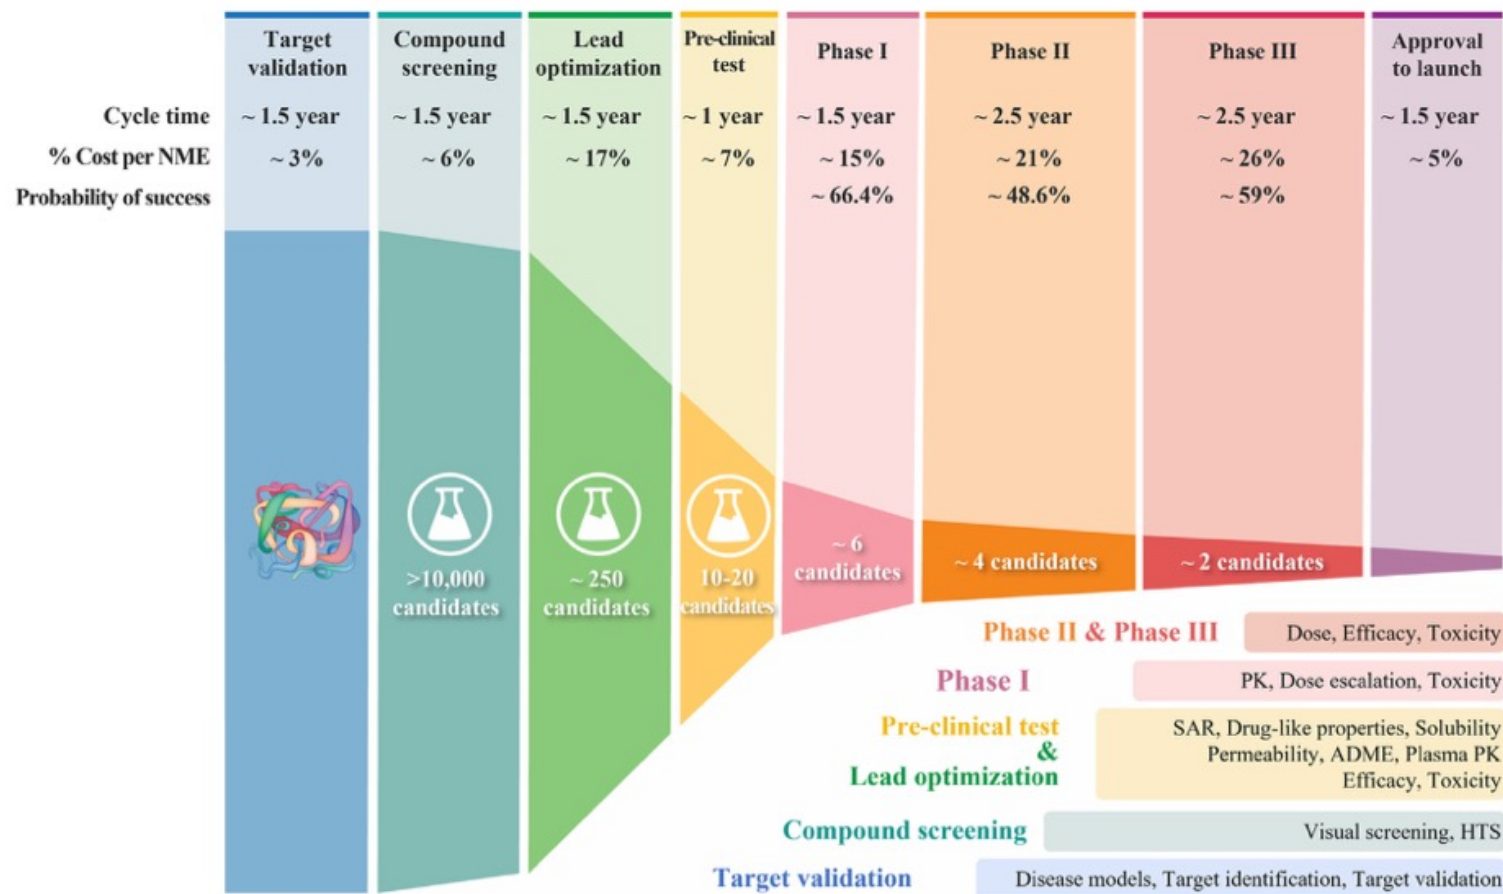 Target validation
Compound screening
Lead optimization
Pre-clinical test
Phase I
Phase II
Phase III
Approval to launch
Cycle time ~ 1.5 year ~ 1.5 year ~ 1.5 year ~ 1 year ~ 1.5 year ~ 2.5 year ~ 2.5 year ~ 1.5 year
% Cost per NME ~ 3% ~ 6% ~ 17% ~ 7% ~ 15% ~ 21% ~ 26% ~ 5%
Probability of success ~ 66.4% ~ 48.6% ~ 59%
>10,000
candidates
~ 250
candidates
10-20
candidates
~ 6
candidates
~ 4 candidates
~ 2 candidates
Phase II & Phase III Dose, Efficacy, Toxicity
Phase I PK, Dose escalation, Toxicity
Pre-clinical test
&
Lead optimization
SAR, Drug-like properties, Solubility
Permeability, ADME, Plasma PK
Efficacy, Toxicity
Compound screening Visual screening, HTS
Target validation Disease models, Target identification, Target validation